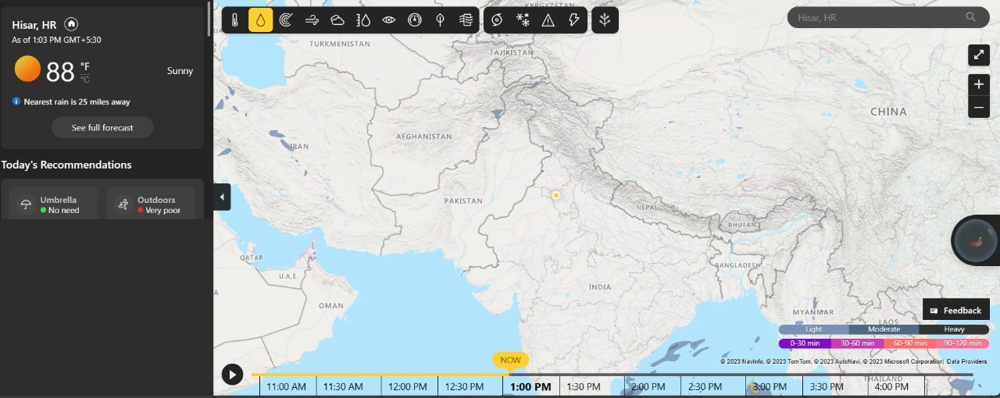 Hisar, HR
As of 1:03 PM GMT+5:30
88 °F
°C
Sunny
Nearest rain is 25 miles away
See full forecast
Today's Recommendations
Umbrella
No need
Outdoors
Very poor
Hisar, HR
KYRGYZSTAN
TURKMENISTAN
TAJIKISTAN
CHINA
AFGHANISTAN
IRAN
PAKISTAN
NEPAL
BHUTAN
QATAR
BANGLADESH
U.A.E.
INDIA
OMAN
MYANMAR
LAOS
THAILAND
Feedback
Light Moderate Heavy
0-30 min 30-60 min 60-90 min 90-120 min
© 2023 NavInfo, © 2023 TomTom, © 2023 AutoNavi, © 2023 Microsoft Corporation| Data Providers
NOW
11:00 AM 11:30 AM 12:00 PM 12:30 PM 1:00 PM 1:30 PM 2:00 PM 2:30 PM 3:00 PM 3:30 PM 4:00 PM